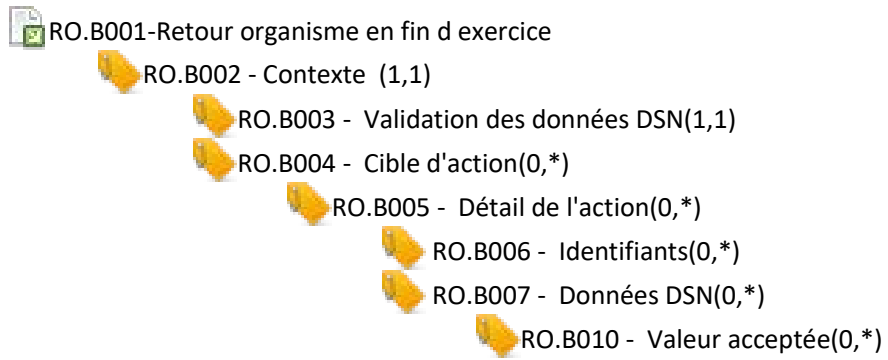 RO.B001-Retour organisme en fin d exercice
RO.B002 - Contexte (1,1)
RO.B003 - Validation des données DSN(1,1)
RO.B004 - Cible d'action(0,*)
RO.B005 - Détail de l'action(0,*)
RO.B006 - Identifiants(0,*)
RO.B007 - Données DSN(0,*)
RO.B010 - Valeur acceptée(0,*)